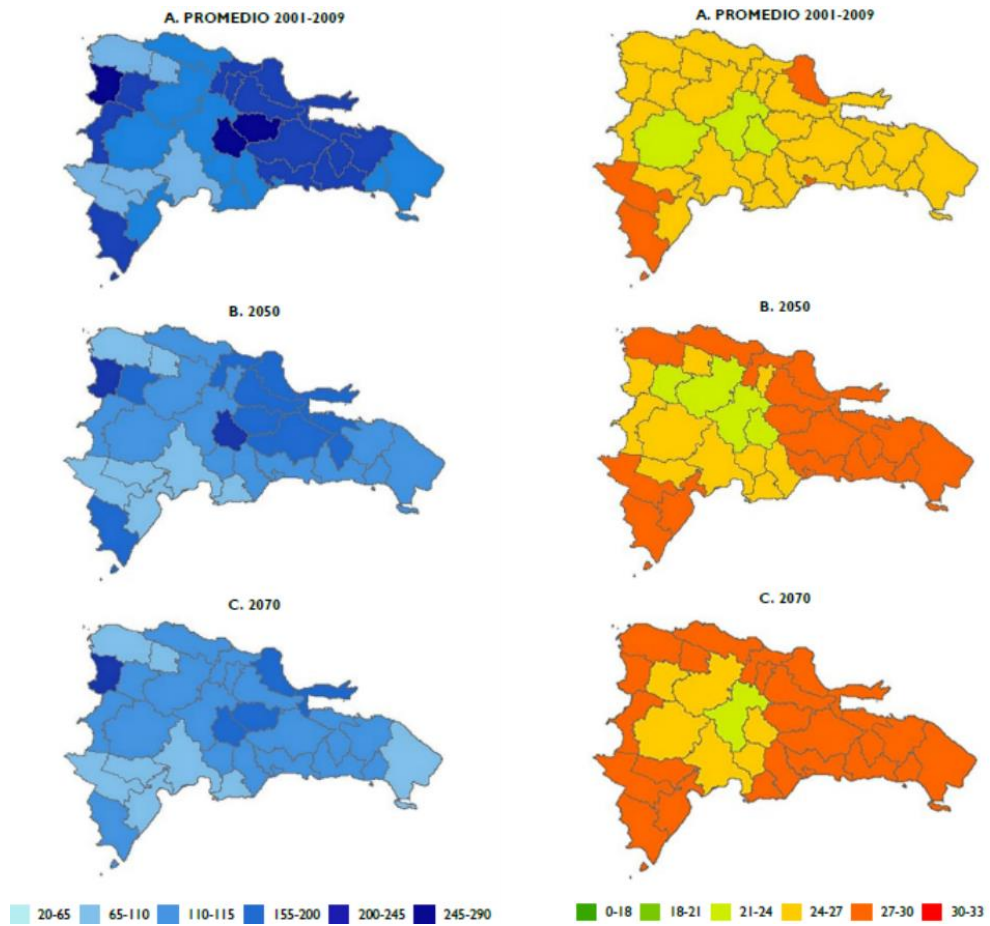 A. PROMEDIO 2001-2009
A. PROMEDIO 2001-2009
B. 2050
B. 2050
C. 2070
C. 2070
20-65 65-110 110-115 155-200 200-245 245-290
0-18 18-21 21-24 24-27 27-30 30-33